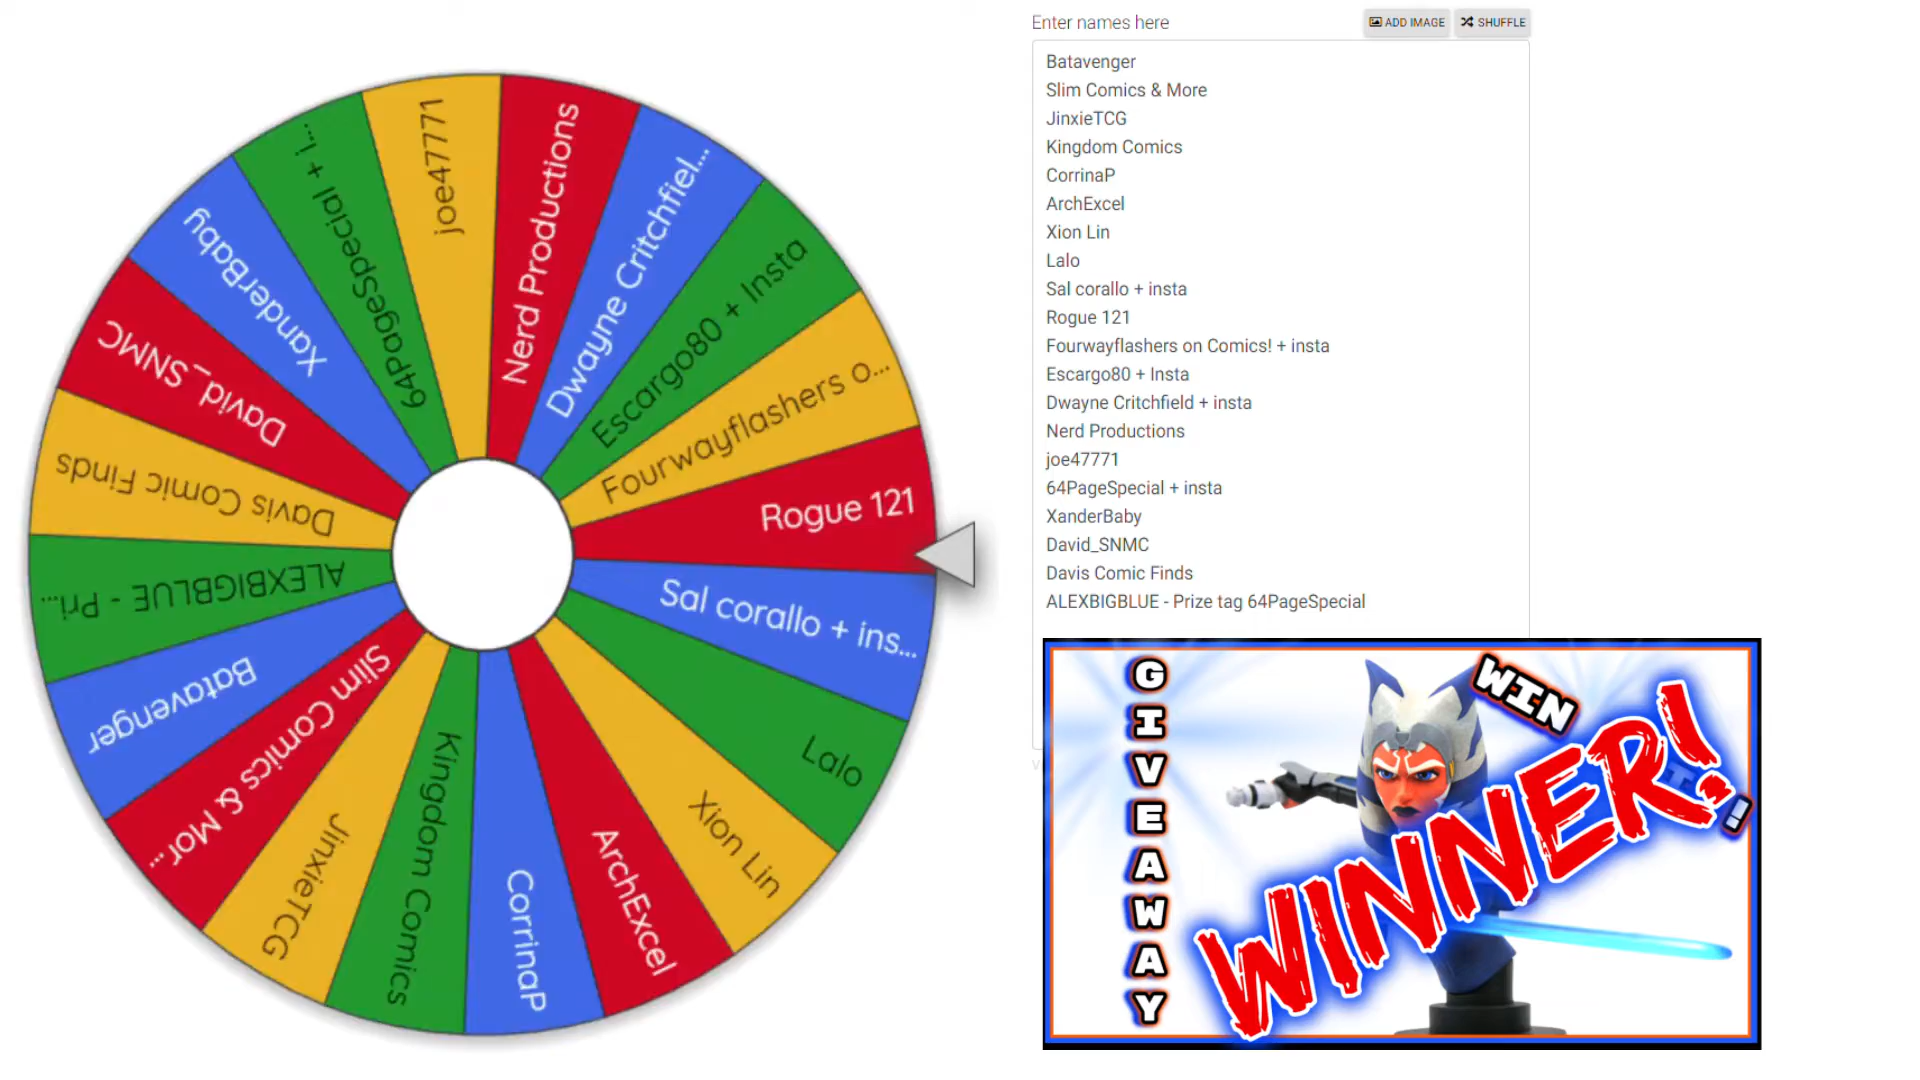 Enter names here
ADD IMAGE
SHUFFLE
Batavenger
Slim Comics & More
JinxieTCG
Kingdom Comics
CorrinaP
ArchExcel
Xion Lin
Lalo
Sal corallo + insta
Rogue 121
Fourwayflashers on Comics! + insta
Escargo80 + Insta
Dwayne Critchfield + insta
Nerd Productions
joe47771
64PageSpecial + insta
XanderBaby
David_SNMC
Davis Comic Finds
ALEXBIGBLUE - Prize tag 64PageSpecial
joe47771
Nerd Productions
Dwayne Critchfiel...
Escargo80 + Insta
Fourwayflashers o...
Rogue 121
Sal corallo + ins...
Lalo
Xion Lin
ArchExcel
CorrinaP
Kingdom Comics
JinxieTCG
Slim Comics & Mor...
Batavenger
ALEXBIGBLUE - Pri...
Davis Comic Finds
David_SNMC
XanderBaby
64PageSpecial + i...
GIVEAWAY
WIN
WINNER!